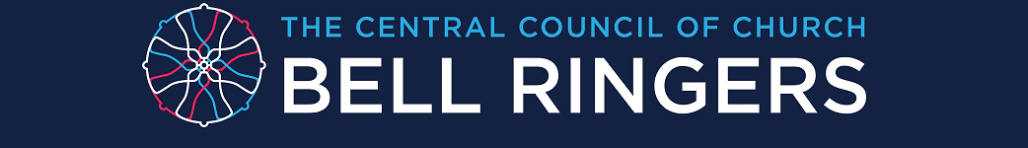 THE CENTRAL COUNCIL OF CHURCH
BELL RINGERS